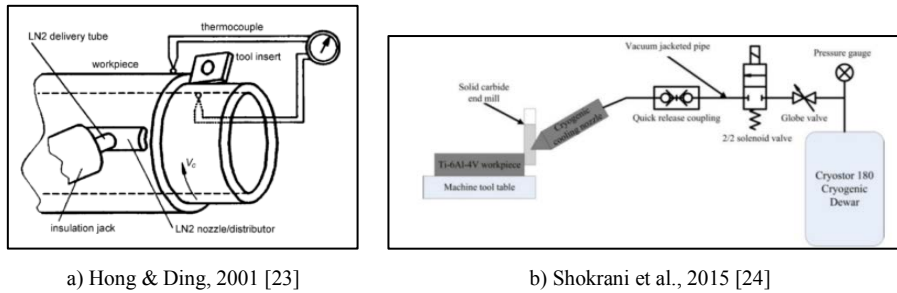 thermocouple
LN2 delivery tube
tool insert
workpiece
Vc
insulation jack
LN2 nozzle/distributor
Vacuum jacketed pipe
Pressure gauge
Solid carbide
end mill
Cryogenic
cooling nozzle
Quick release coupling
Globe valve
2/2 solenoid valve
Ti-6Al-4V workpiece
Machine tool table
Cryostor 180
Cryogenic
Dewar
a) Hong & Ding, 2001 [23]
b) Shokrani et al., 2015 [24]